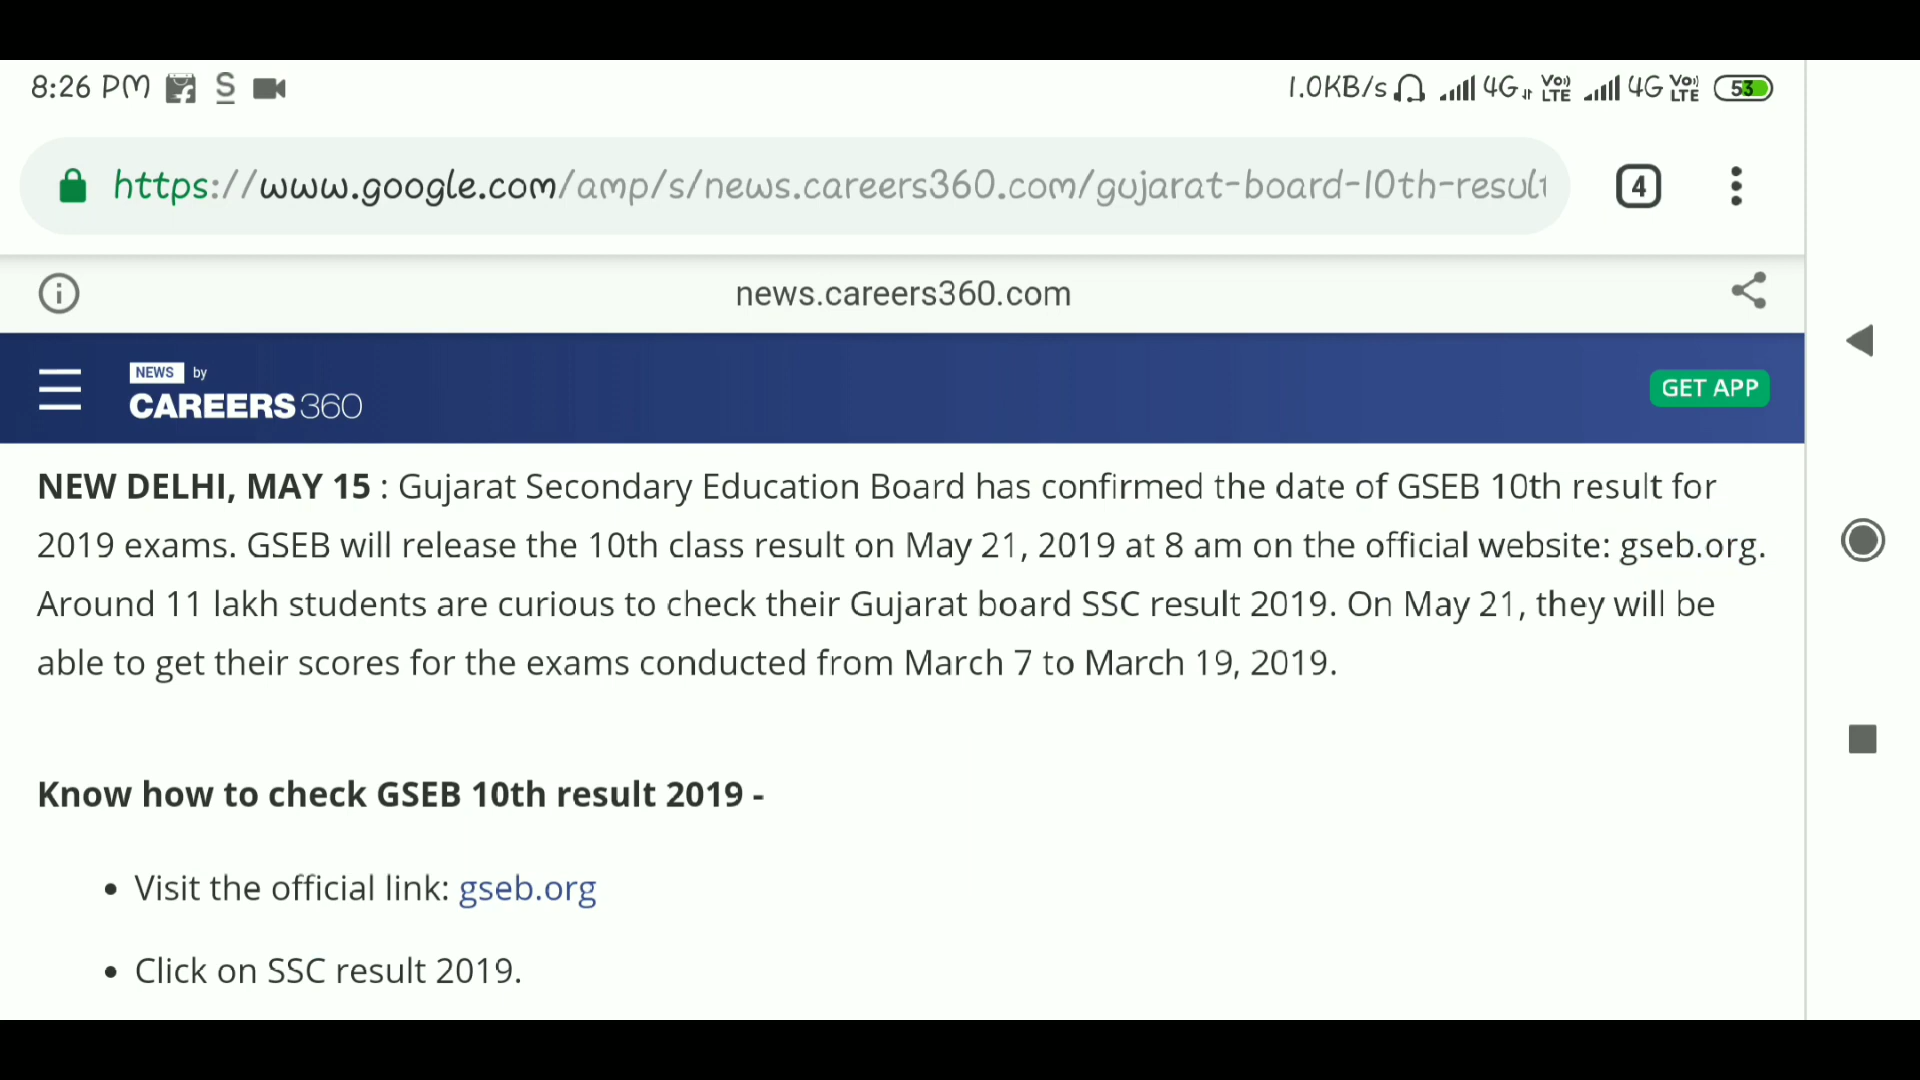 8:26 PM S 1.0KB/s 4G Vo) LTE 4G Vo) LTE 53
https://www.google.com/amp/s/news.careers360.com/gujarat-board-10th-result 4
news.careers360.com
NEWS by
CAREERS360
GET APP
NEW DELHI, MAY 15 : Gujarat Secondary Education Board has confirmed the date of GSEB 10th result for
2019 exams. GSEB will release the 10th class result on May 21, 2019 at 8 am on the official website: gseb.org.
Around 11 lakh students are curious to check their Gujarat board SSC result 2019. On May 21, they will be
able to get their scores for the exams conducted from March 7 to March 19, 2019.
Know how to check GSEB 10th result 2019 -
• Visit the official link: gseb.org
• Click on SSC result 2019.